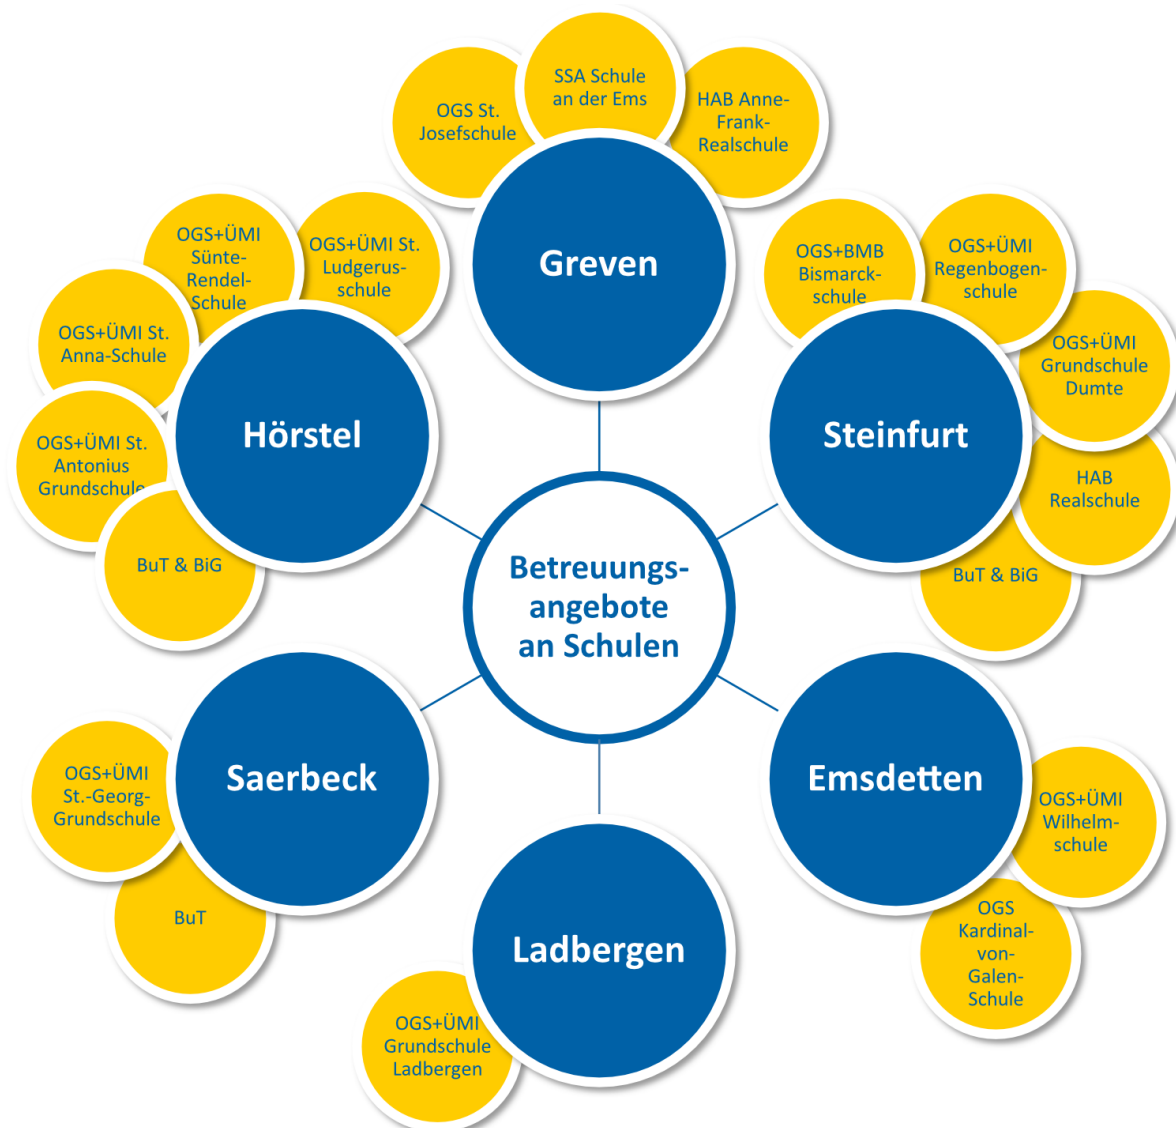 SSA Schule
an der Ems
OGS St.
Josefschule
HAB Anne-
Frank-
Realschule
Greven
OGS+ÜMI
Sünte-
Rendel-
Schule
OGS+ÜMI St.
Ludgerus-
schule
OGS+ÜMI St.
Anna-Schule
OGS+ÜMI St.
Antonius
Grundschule
BuT & BiG
Hörstel
OGS+BMB
Bismarck-
schule
OGS+ÜMI
Regenbogen-
schule
OGS+ÜMI
Grundschule
Dumte
HAB
Realschule
BuT & BiG
Steinfurt
Betreuungs-
angebote
an Schulen
Saerbeck
OGS+ÜMI
St.-Georg-
Grundschule
BuT
Emsdetten
OGS+ÜMI
Wilhelm-
schule
OGS
Kardinal-
von-
Galen-
Schule
Ladbergen
OGS+ÜMI
Grundschule
Ladbergen